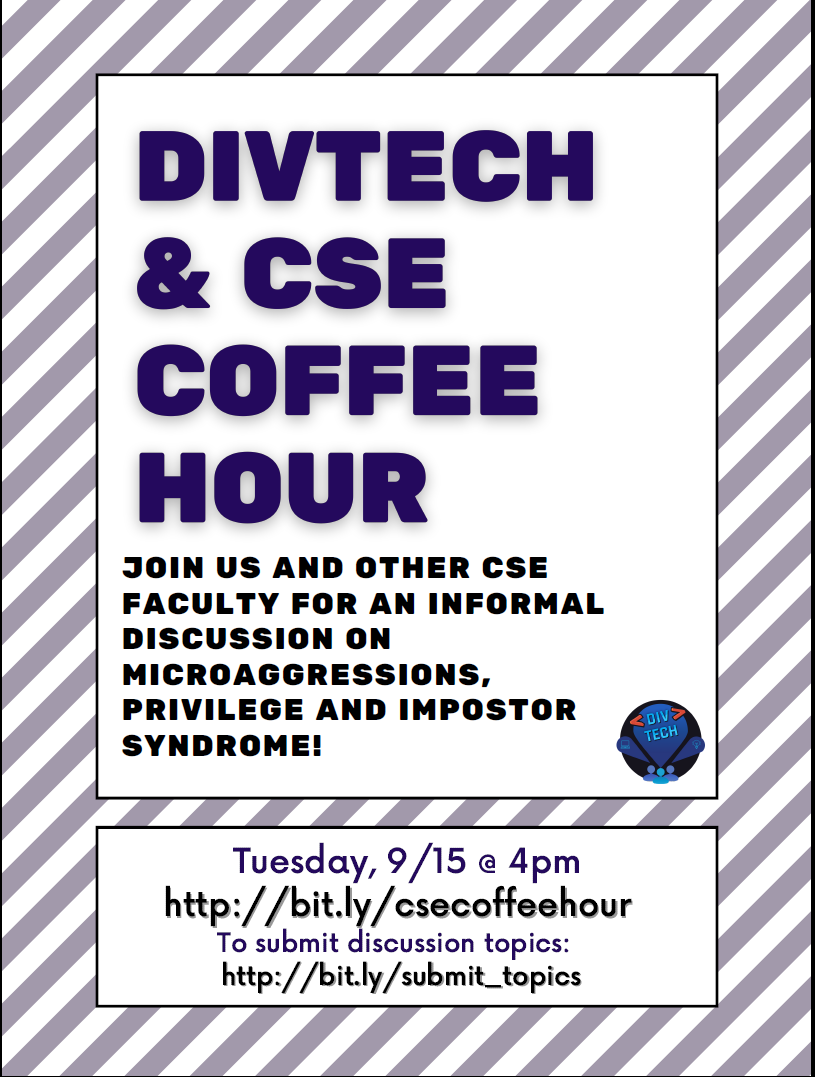 DIVTECH
& CSE
COFFEE
HOUR
JOIN US AND OTHER CSE
FACULTY FOR AN INFORMAL
DISCUSSION ON
MICROAGGRESSIONS,
PRIVILEGE AND IMPOSTOR
SYNDROME!
<DIV>
TECH
Tuesday, 9/15 @ 4pm
http://bit.ly/csecoffeehour
To submit discussion topics:
http://bit.ly/submit_topics